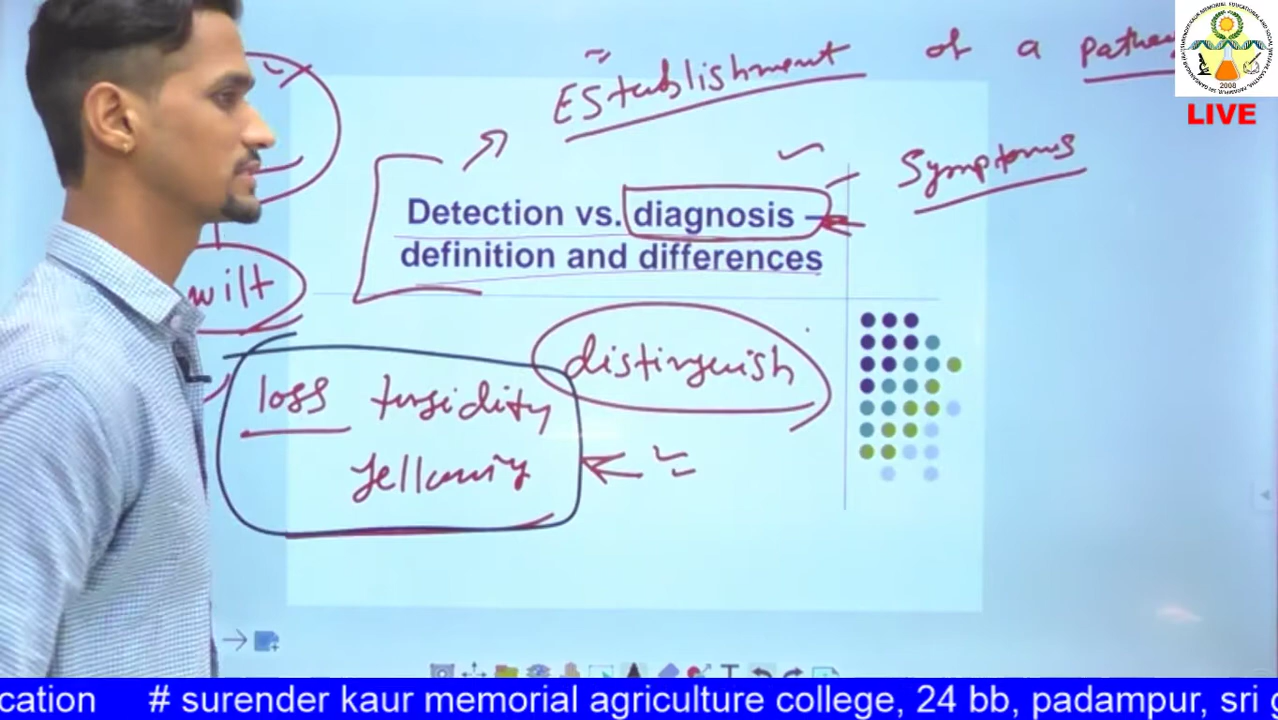 Establishment of a
LIVE
Symptoms
Detection vs. diagnosis –
definition and differences
wilt
distinguish
loss turgidity
Yellowing
2008
cation # surender kaur memorial agriculture college, 24 bb, padampur, sri g